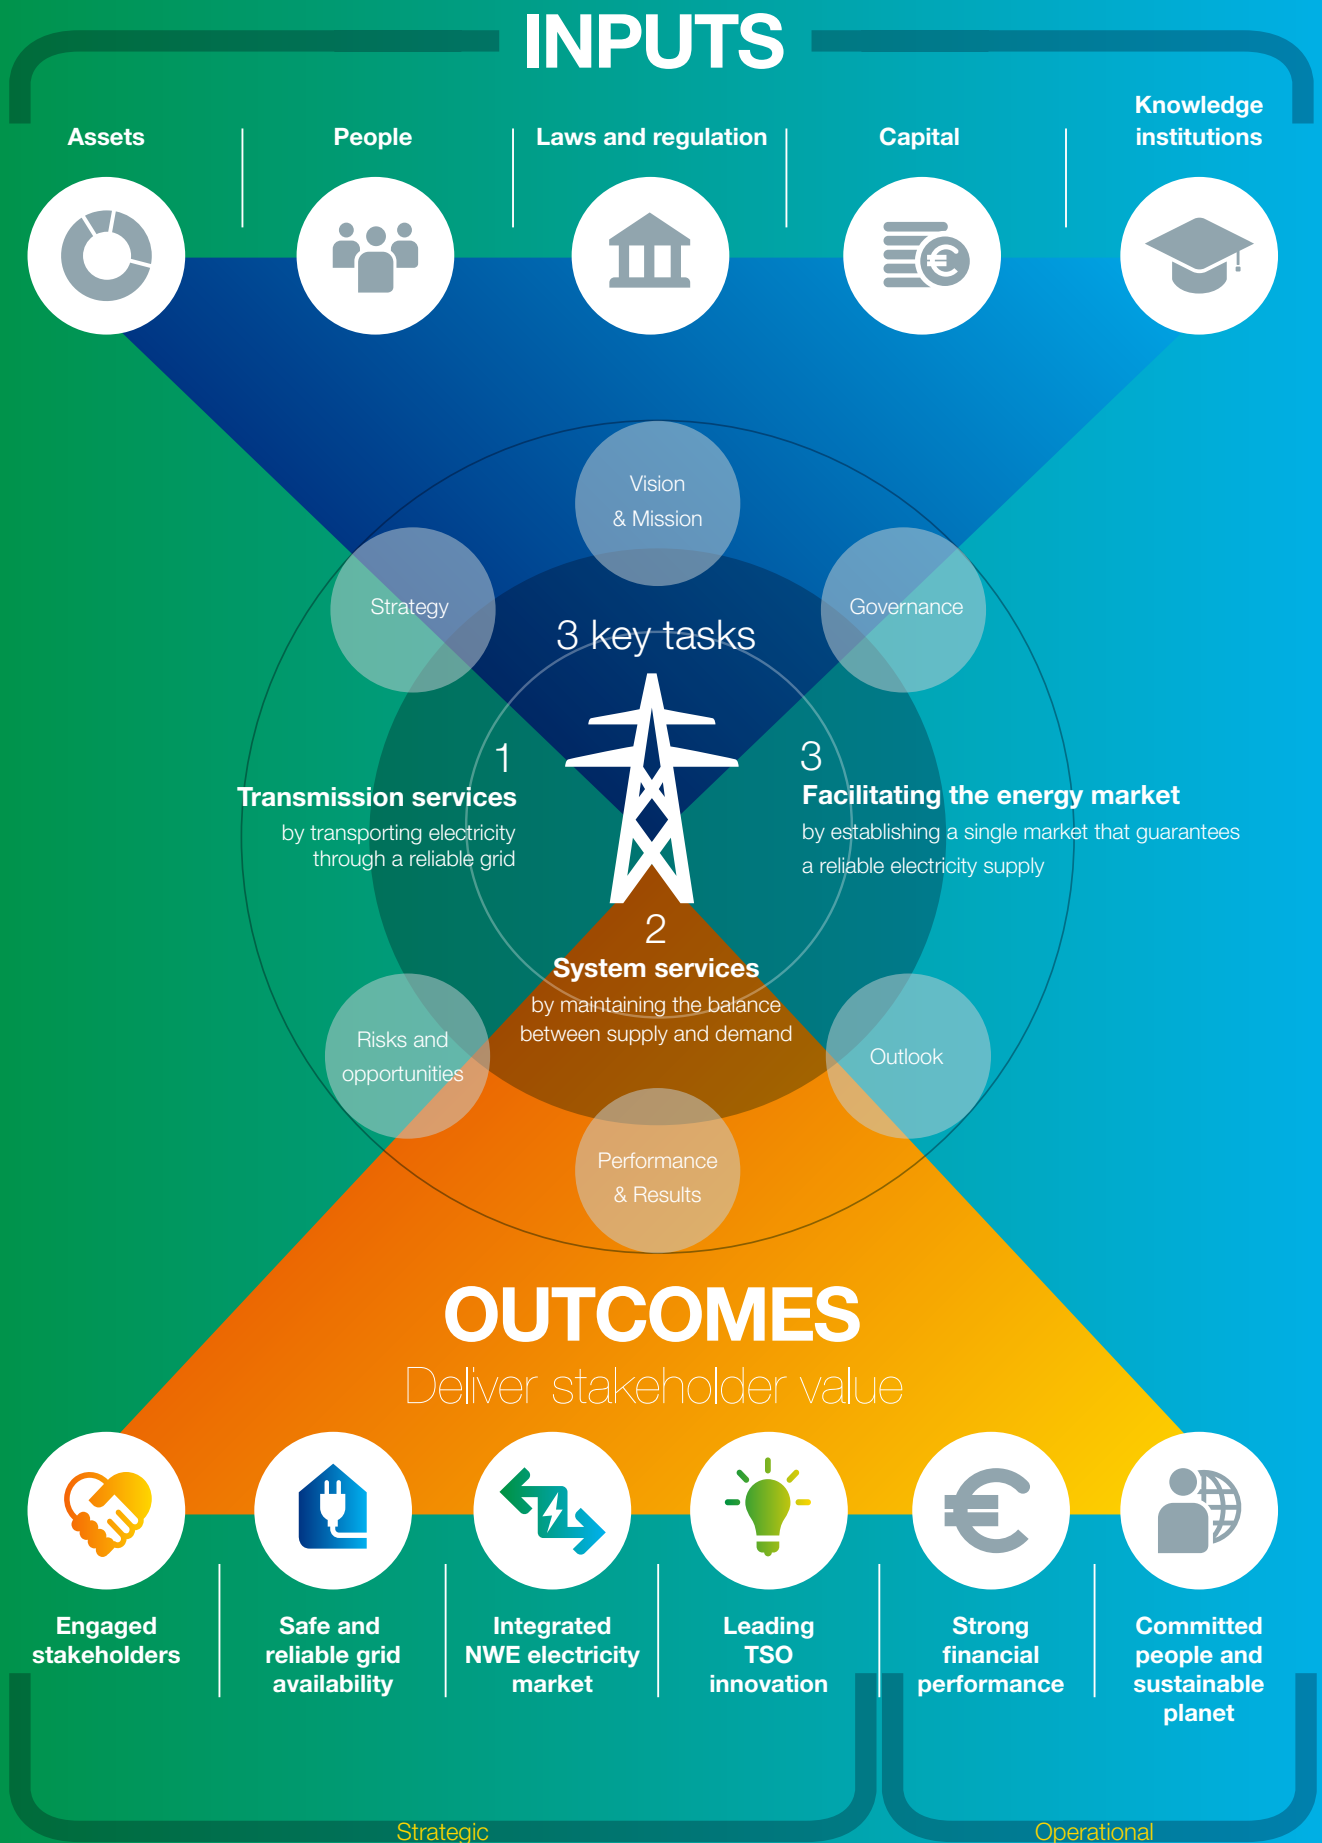 INPUTS
Assets
People
Laws and regulation
Capital
Knowledge
institutions
Vision
& Mission
Strategy
Governance
3 key tasks
1
Transmission services
by transporting electricity
through a reliable grid
3
Facilitating the energy market
by establishing a single market that guarantees
a reliable electricity supply
2
System services
by maintaining the balance
between supply and demand
Risks and
opportunities
Outlook
Performance
& Results
OUTCOMES
Deliver stakeholder value
Engaged
stakeholders
Safe and
reliable grid
availability
Integrated
NWE electricity
market
Leading
TSO
innovation
Strong
financial
performance
Committed
people and
sustainable
planet
Strategic
Operational